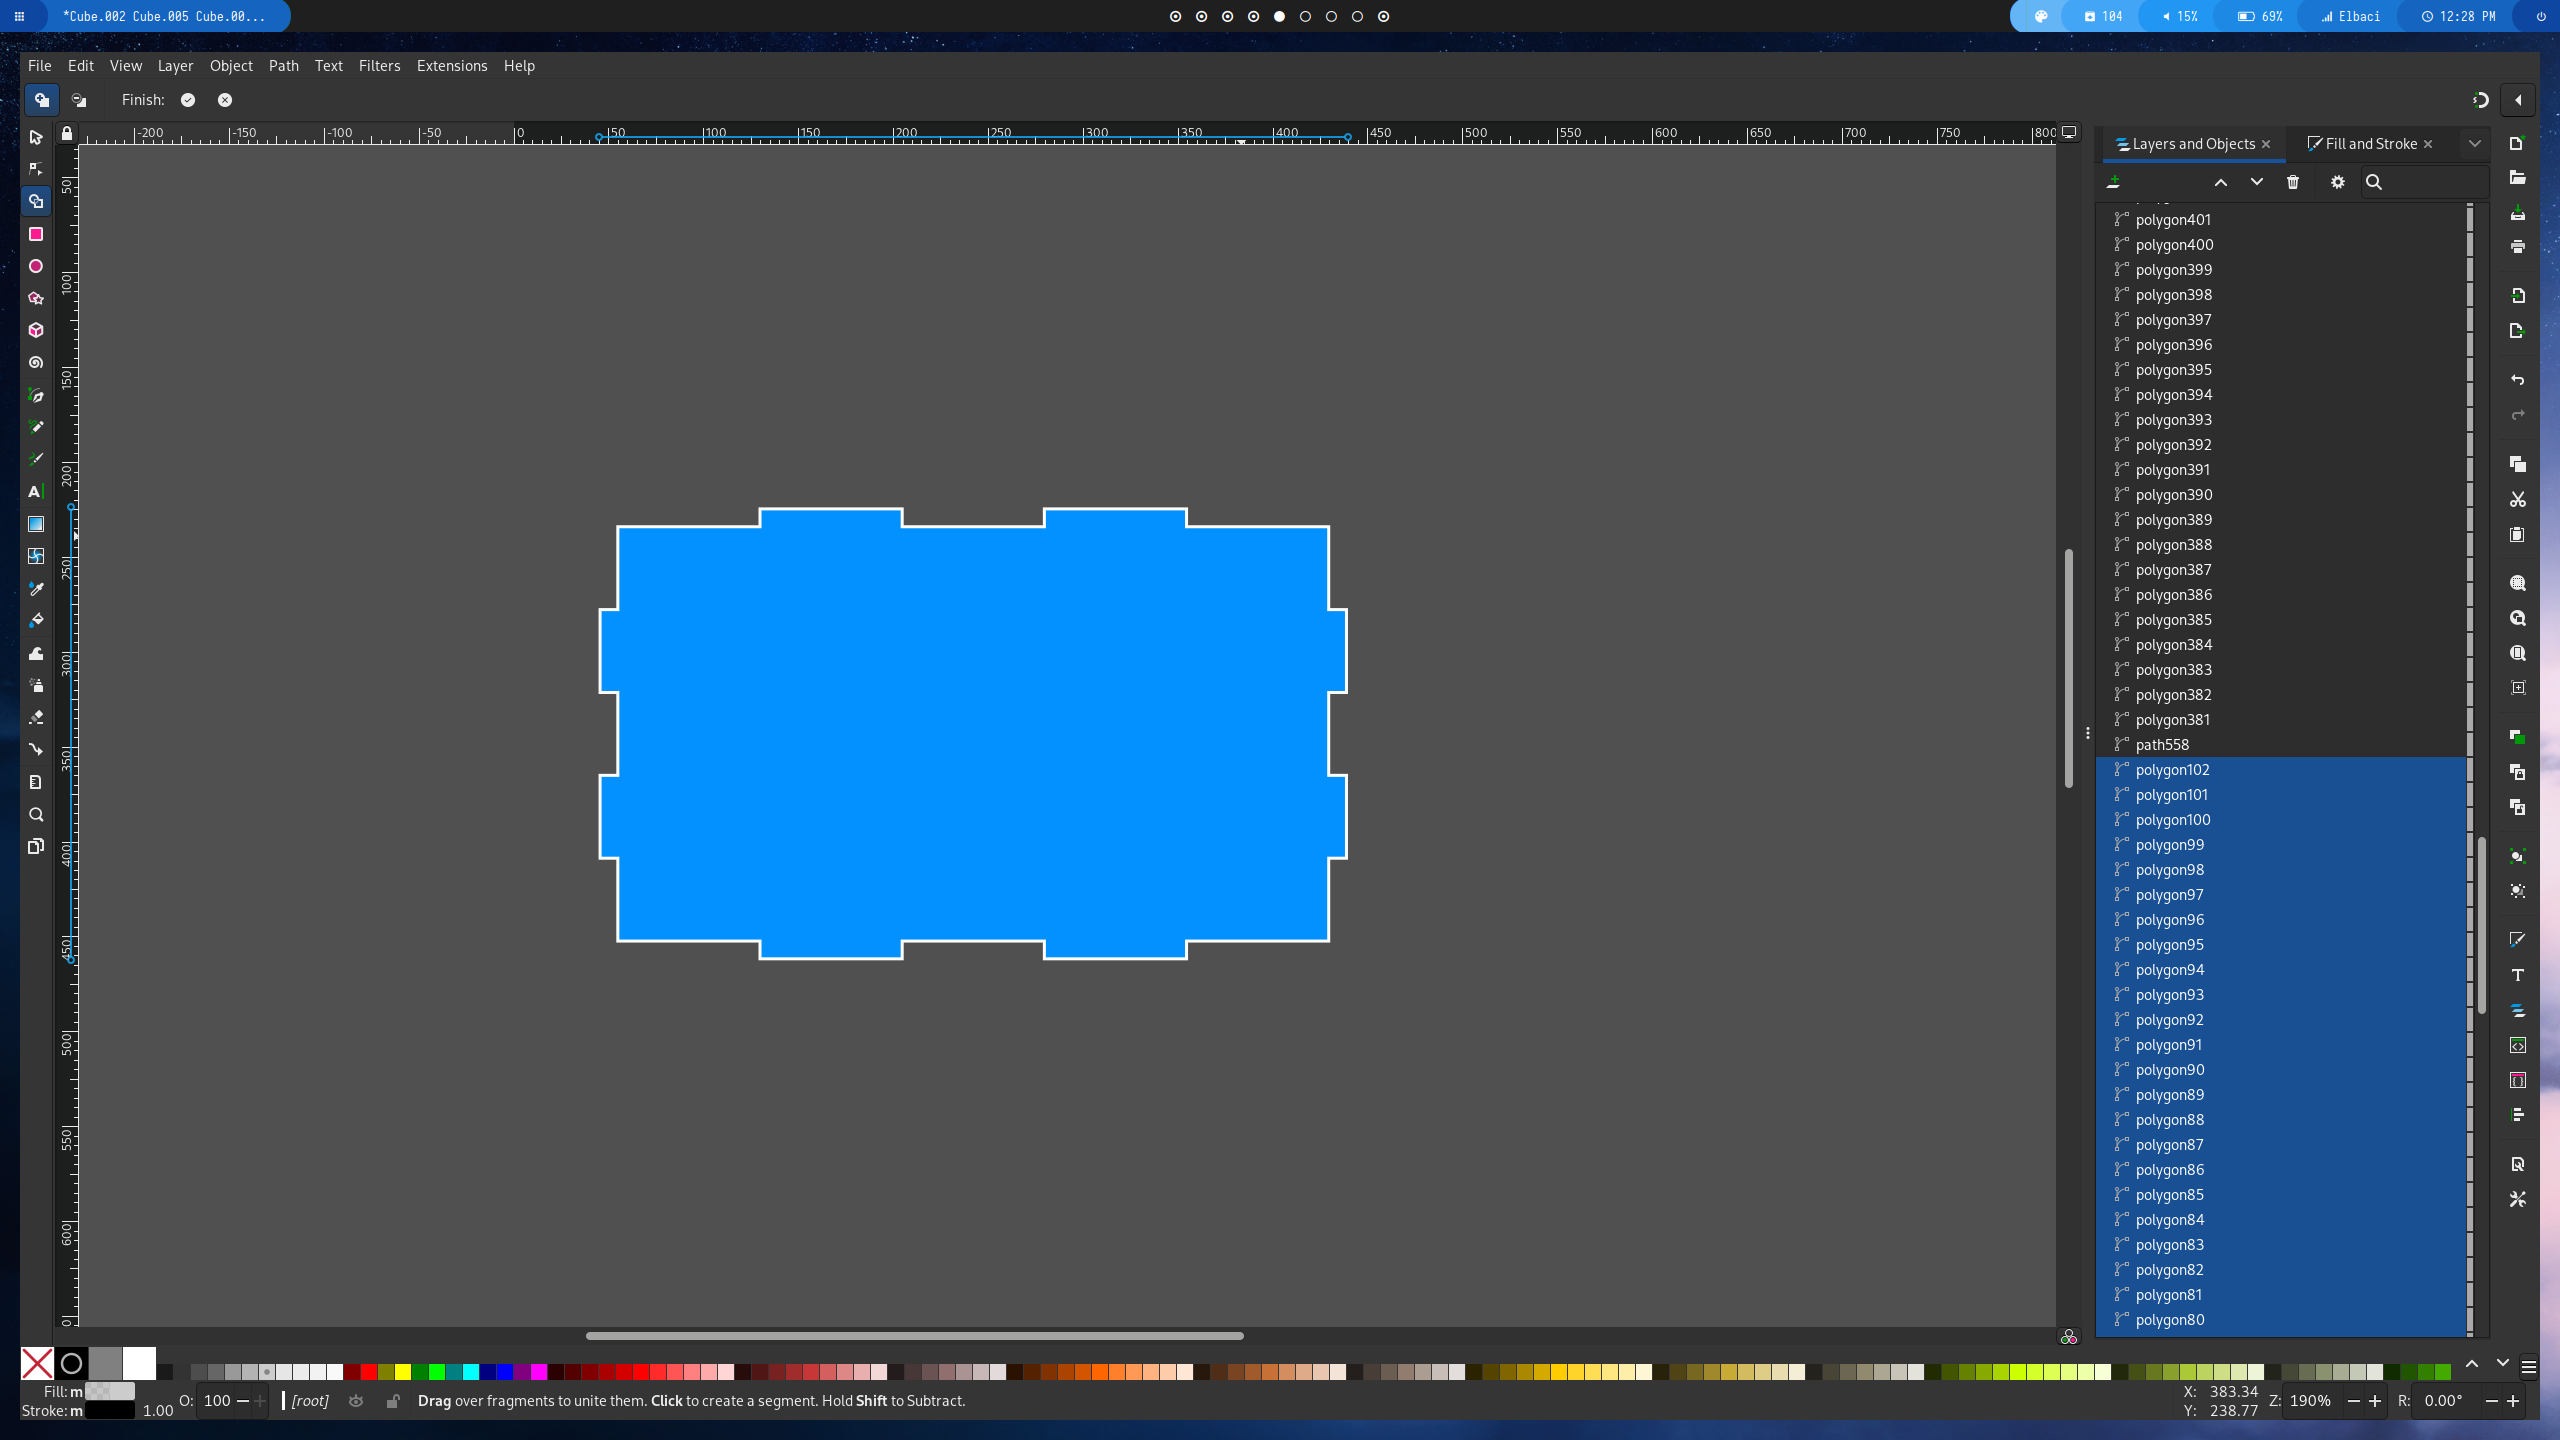 *Cube.002 Cube.005 Cube.00...
104
15%
69%
Elbaci
12:28 PM
File Edit View Layer Object Path Text Filters Extensions Help
Finish:
-200 -150 -100 -50 0 50 100 150 200 250 300 350 400 450 500 550 600 650 700 750 800
50
100
150
200
250
300
350
400
450
500
550
600
Layers and Objects
Fill and Stroke
polygon401
polygon400
polygon399
polygon398
polygon397
polygon396
polygon395
polygon394
polygon393
polygon392
polygon391
polygon390
polygon389
polygon388
polygon387
polygon386
polygon385
polygon384
polygon383
polygon382
polygon381
path558
polygon102
polygon101
polygon100
polygon99
polygon98
polygon97
polygon96
polygon95
polygon94
polygon93
polygon92
polygon91
polygon90
polygon89
polygon88
polygon87
polygon86
polygon85
polygon84
polygon83
polygon82
polygon81
polygon80
Fill: m
Stroke: m 1.00
O: 100
[root]
Drag over fragments to unite them. Click to create a segment. Hold Shift to Subtract.
X: 383.34
Y: 238.77
Z: 190%
R: 0.00°